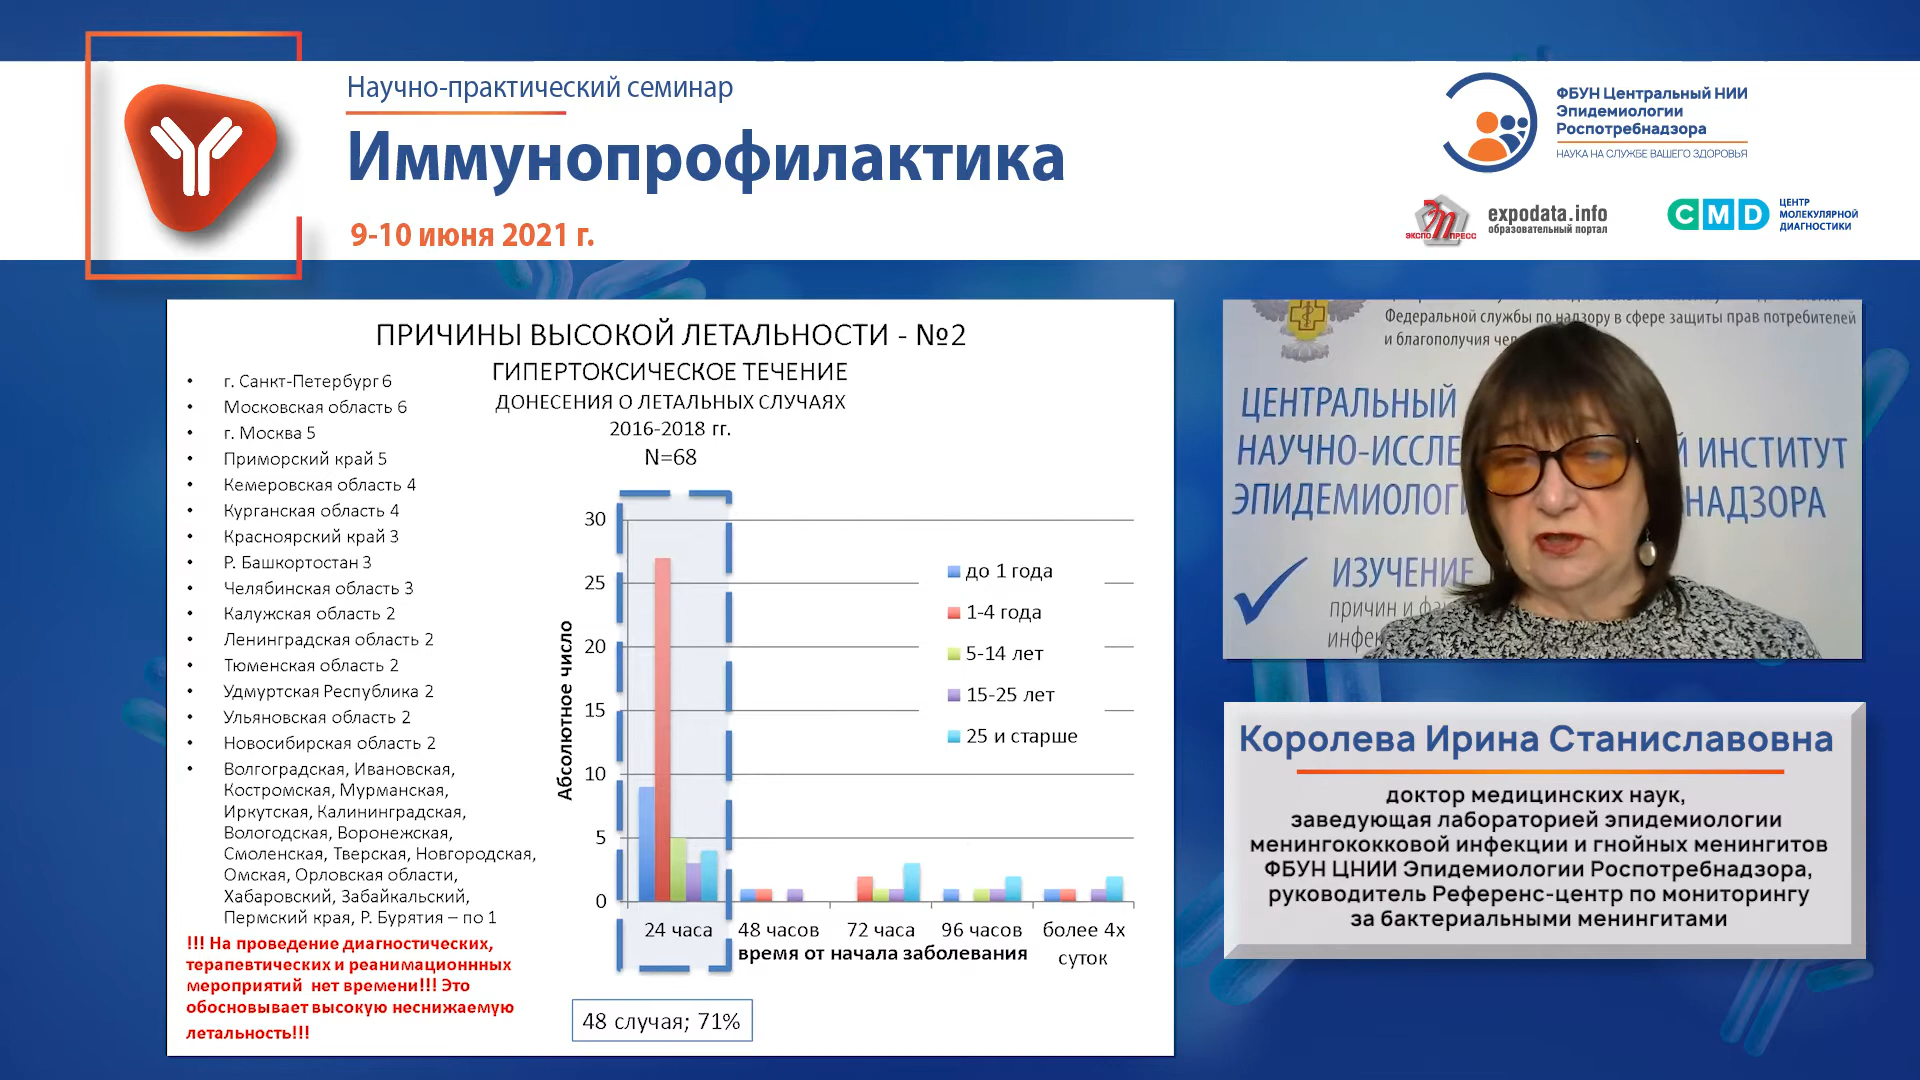 Научно-практический семинар
Иммунопрофилактика
9-10 июня 2021 г.
ФБУН Центральный НИИ
Эпидемиологии
Роспотребнадзора
НАУКА НА СЛУЖБЕ ВАШЕГО ЗДОРОВЬЯ
ЭКСПО ПРЕСС
expodata.info
образовательный портал
CMD
ЦЕНТР
МОЛЕКУЛЯРНОЙ
ДИАГНОСТИКИ
ПРИЧИНЫ ВЫСОКОЙ ЛЕТАЛЬНОСТИ - №2
ГИПЕРТОКСИЧЕСКОЕ ТЕЧЕНИЕ
ДОНЕСЕНИЯ О ЛЕТАЛЬНЫХ СЛУЧАЯХ
2016-2018 гг.
N=68
• г. Санкт-Петербург 6
• Московская область 6
• г. Москва 5
• Приморский край 5
• Кемеровская область 4
• Курганская область 4
• Красноярский край 3
• Р. Башкортостан 3
• Челябинская область 3
• Калужская область 2
• Ленинградская область 2
• Тюменская область 2
• Удмуртская Республика 2
• Ульяновская область 2
• Новосибирская область 2
• Волгоградская, Ивановская,
Костромская, Мурманская,
Иркутская, Калининградская,
Вологодская, Воронежская,
Смоленская, Тверская, Новгородская,
Омская, Орловская области,
Хабаровский, Забайкальский,
Пермский края, Р. Бурятия – по 1
!!! На проведение диагностических,
терапевтических и реанимационнных
мероприятий нет времени!!! Это
обосновывает высокую неснижаемую
летальность!!!
Абсолютное число
30
25
20
15
10
5
0
до 1 года
1-4 года
5-14 лет
15-25 лет
25 и старше
24 часа
48 часов
72 часа
96 часов
более 4х
суток
время от начала заболевания
48 случая; 71%
Федеральной службы по надзору в сфере защиты прав потребителей
и благополучия
ЦЕНТРАЛЬНЫЙ
НАУЧНО-ИССЛЕ ИНСТИТУТ
ЭПИДЕМИОЛОГ НАДЗОРА
ИЗУЧЕНИЕ
причин и
инфек
Королева Ирина Станиславовна
доктор медицинских наук,
заведующая лабораторией эпидемиологии
менингококковой инфекции и гнойных менингитов
ФБУН ЦНИИ Эпидемиологии Роспотребнадзора,
руководитель Референс-центр по мониторингу
за бактериальными менингитами